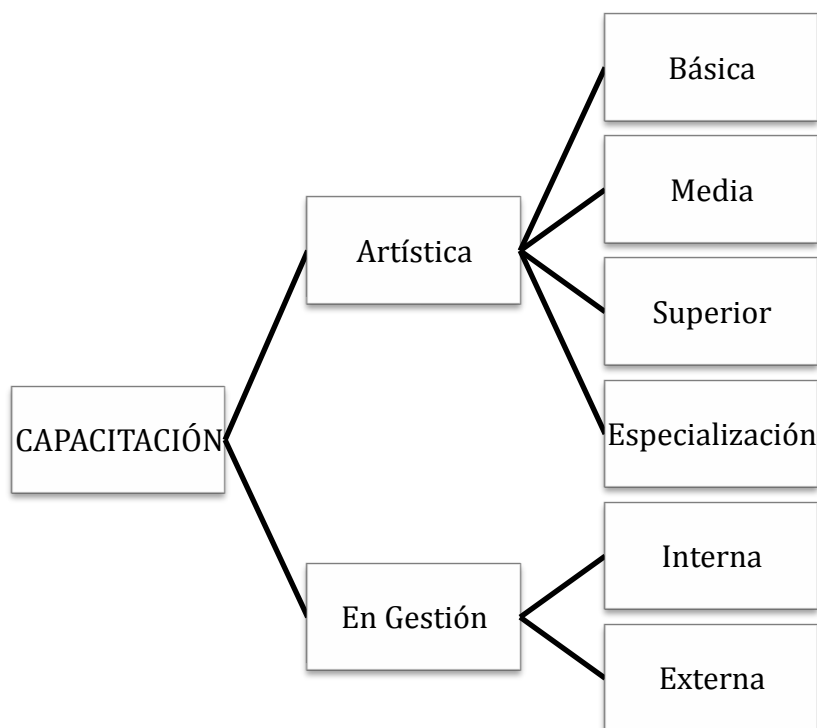 CAPACITACIÓN
Artística
Básica
Media
Superior
Especialización
En Gestión
Interna
Externa